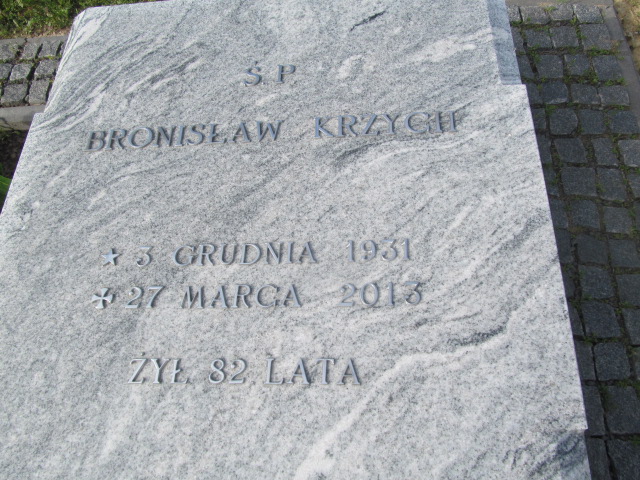 Ś.P.
BRONISŁAW KRZYCH
★ 3 GRUDNIA 1931
✠ 27 MARCA 2013
ŻYŁ 82 LATA